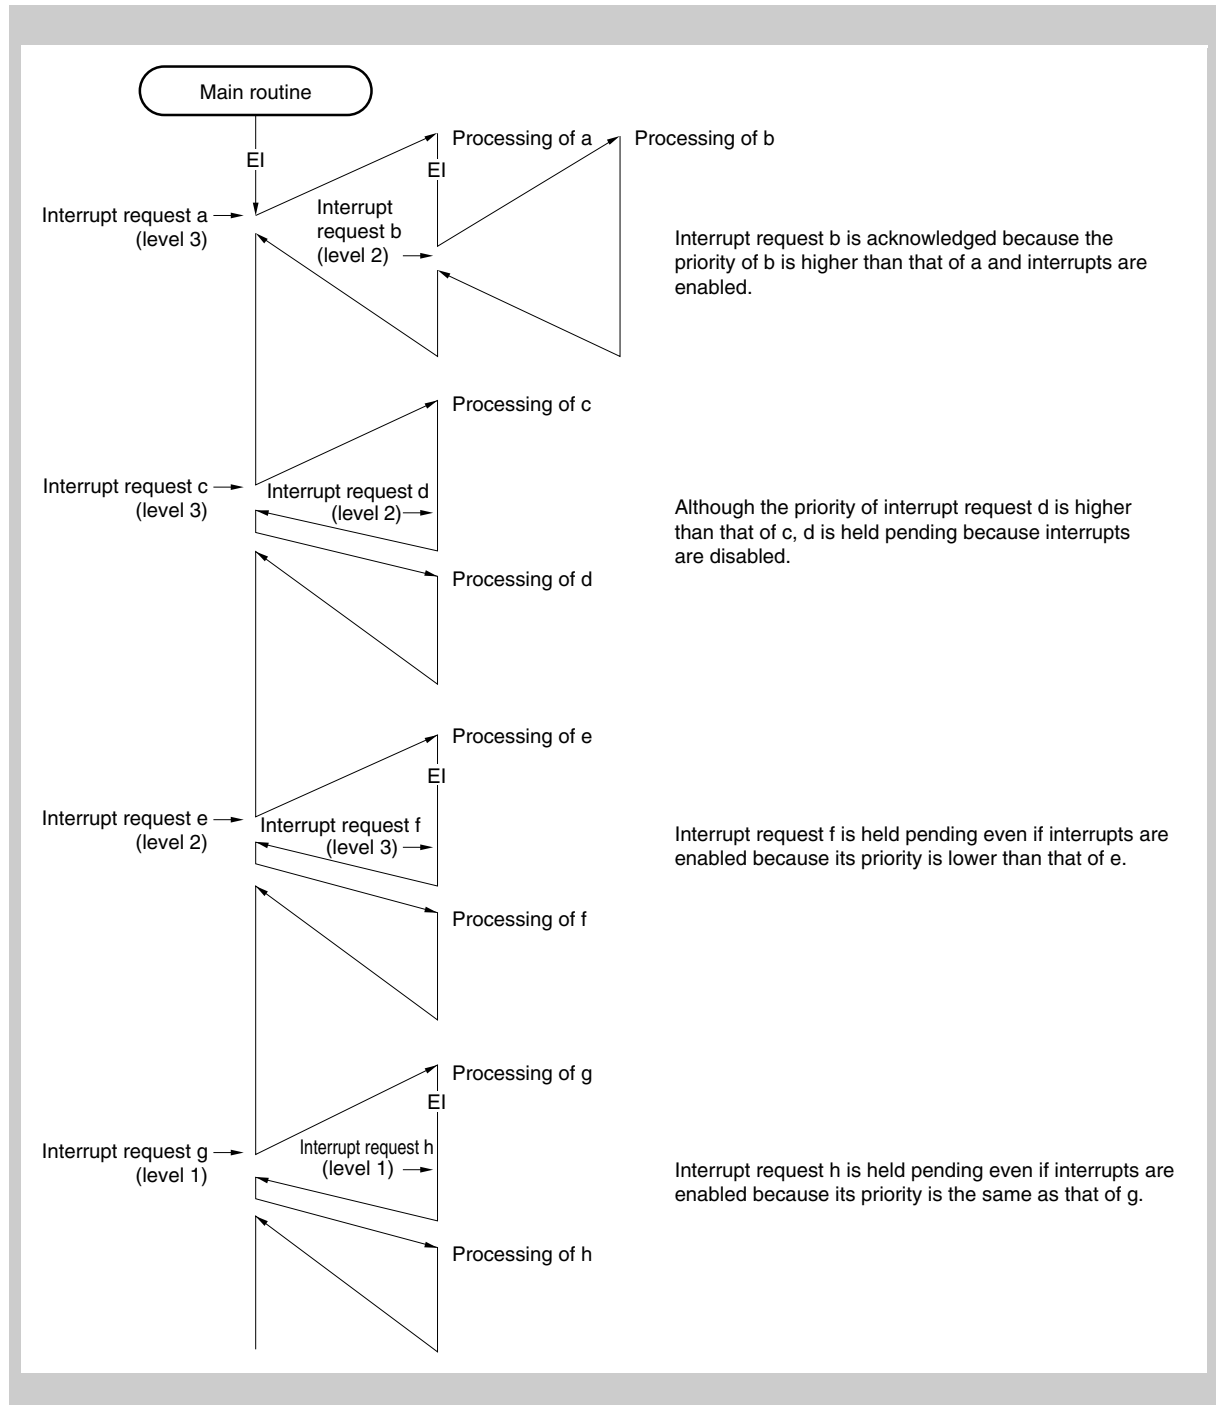 Main routine
EI
Processing of a
Processing of b
EI
Interrupt request a
(level 3)
Interrupt
request b
(level 2)
Interrupt request b is acknowledged because the
priority of b is higher than that of a and interrupts are
enabled.
Processing of c
Interrupt request c
(level 3)
Interrupt request d
(level 2)
Although the priority of interrupt request d is higher
than that of c, d is held pending because interrupts
are disabled.
Processing of d
Processing of e
EI
Interrupt request e
(level 2)
Interrupt request f
(level 3)
Interrupt request f is held pending even if interrupts are
enabled because its priority is lower than that of e.
Processing of f
Processing of g
EI
Interrupt request g
(level 1)
Interrupt request h
(level 1)
Interrupt request h is held pending even if interrupts are
enabled because its priority is the same as that of g.
Processing of h